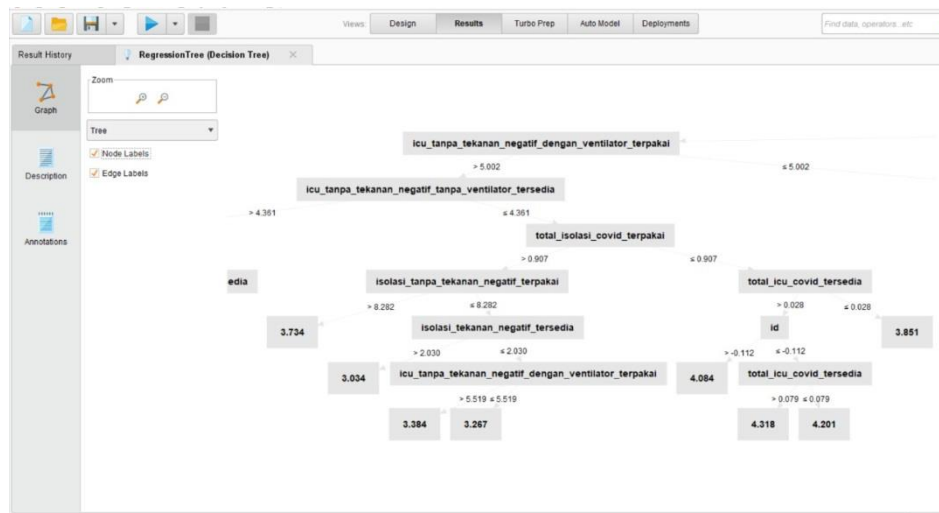 Views: Design Results Turbo Prep Auto Model Deployments Find data, operators...etc
Result History RegressionTree (Decision Tree)
Zoom
Graph
Tree
Node Labels
Edge Labels
Description
Annotations
icu_tanpa_tekanan_negatif_dengan_ventilator_terpakai
> 5.002 ≤ 5.002
icu_tanpa_tekanan_negatif_tanpa_ventilator_tersedia
> 4.361 ≤ 4.361
total_isolasi_covid_terpakai
> 0.907 ≤ 0.907
edia isolasi_tanpa_tekanan_negatif_terpakai total_icu_covid_tersedia
> 8.282 ≤ 8.282 > 0.028 ≤ 0.028
3.734 isolasi_tekanan_negatif_tersedia id 3.851
> 2.030 ≤ 2.030 > -0.112 ≤ -0.112
3.034 icu_tanpa_tekanan_negatif_dengan_ventilator_terpakai 4.084 total_icu_covid_tersedia
> 5.519 ≤ 5.519 > 0.079 ≤ 0.079
3.384 3.267 4.318 4.201